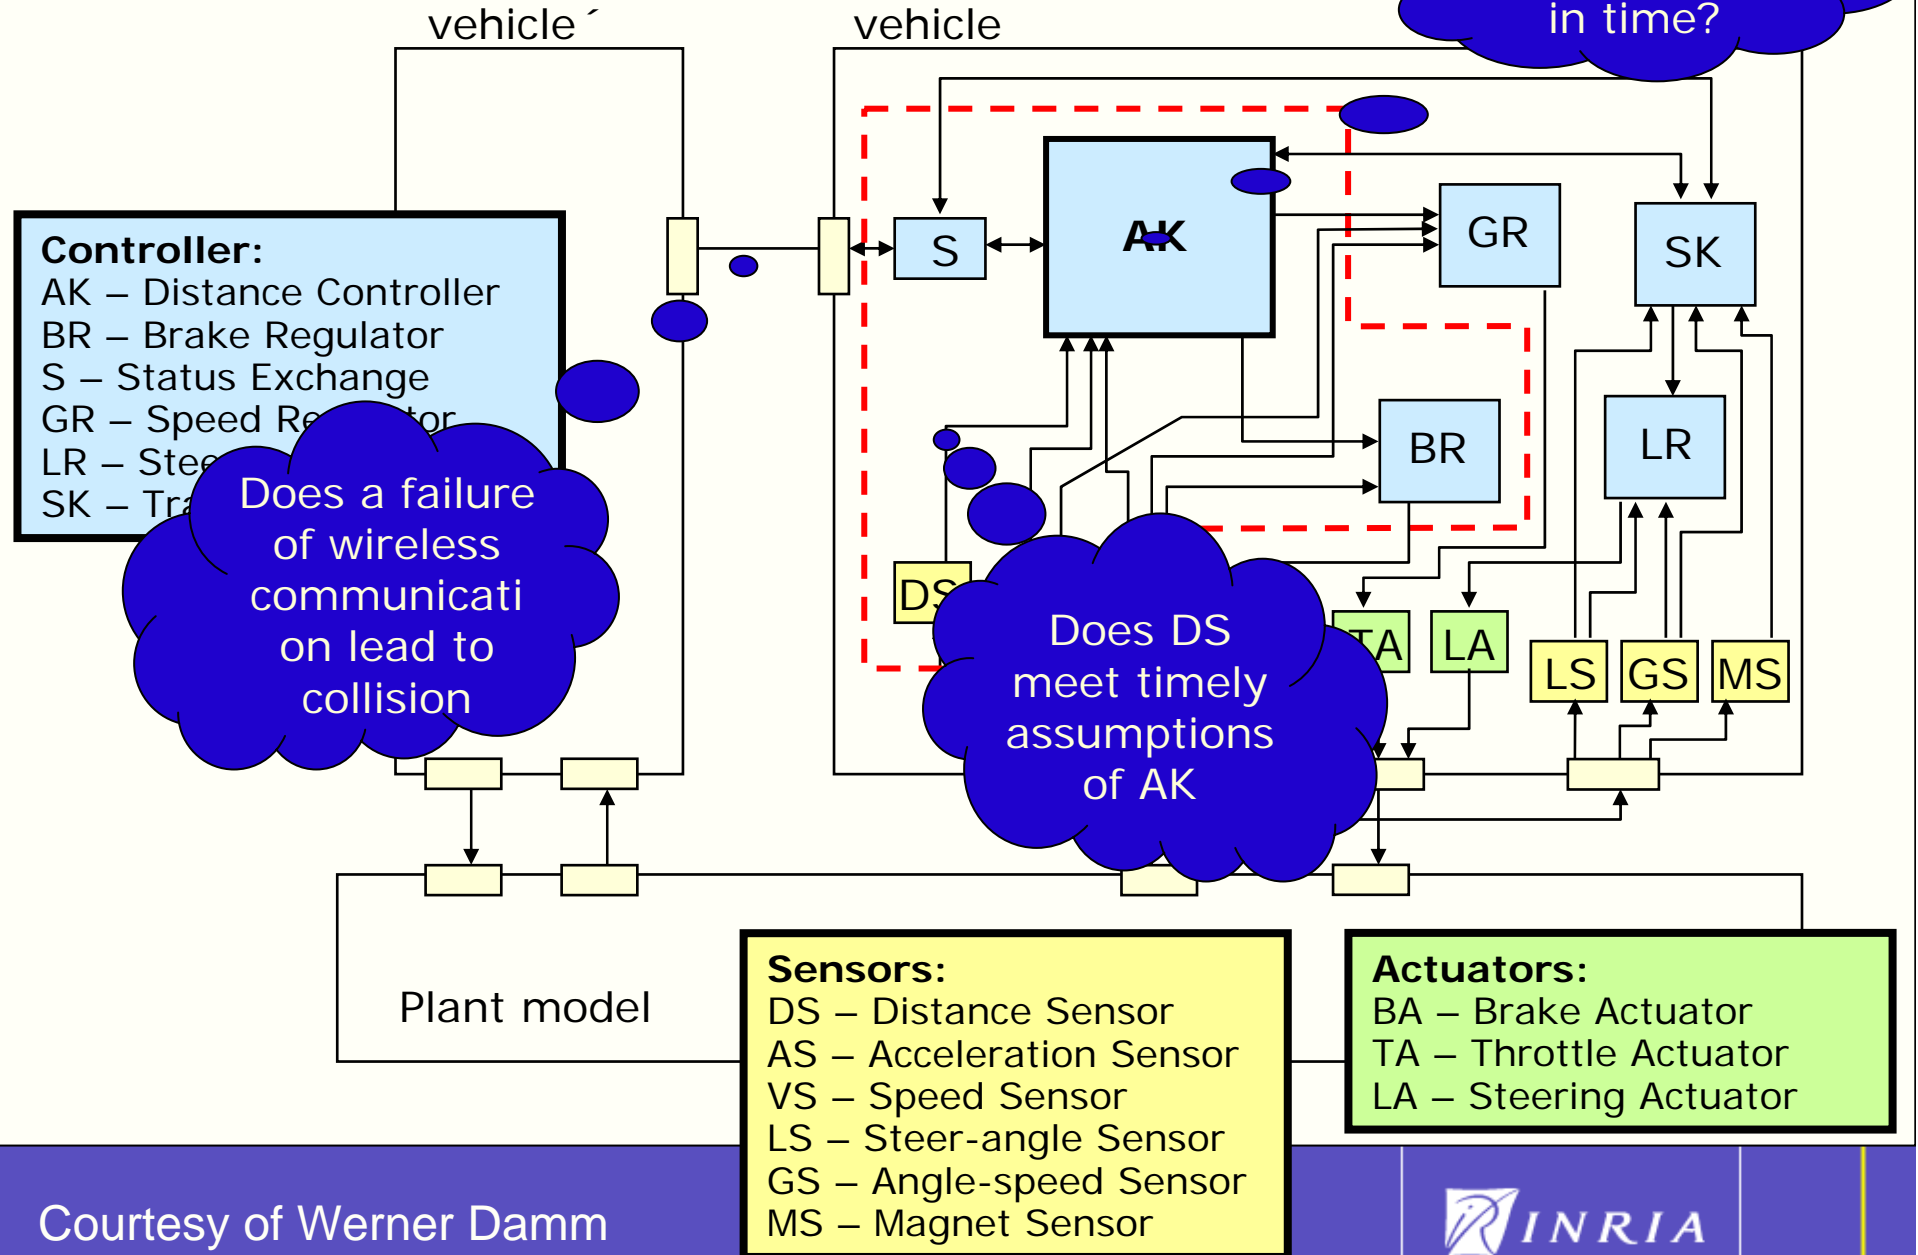 in time?
vehicle´
vehicle
AK
S
GR
SK
BR
LR
Controller:
AK – Distance Controller
BR – Brake Regulator
S – Status Exchange
GR – Speed
LR –
SK –
Does a failure
of wireless
communicati
on lead to
collision
DS
Does DS
meet timely
assumptions
of AK
TA
LA
LS
GS
MS
Plant model
Sensors:
DS – Distance Sensor
AS – Acceleration Sensor
VS – Speed Sensor
LS – Steer-angle Sensor
GS – Angle-speed Sensor
MS – Magnet Sensor
Actuators:
BA – Brake Actuator
TA – Throttle Actuator
LA – Steering Actuator
Courtesy of Werner Damm
INRIA